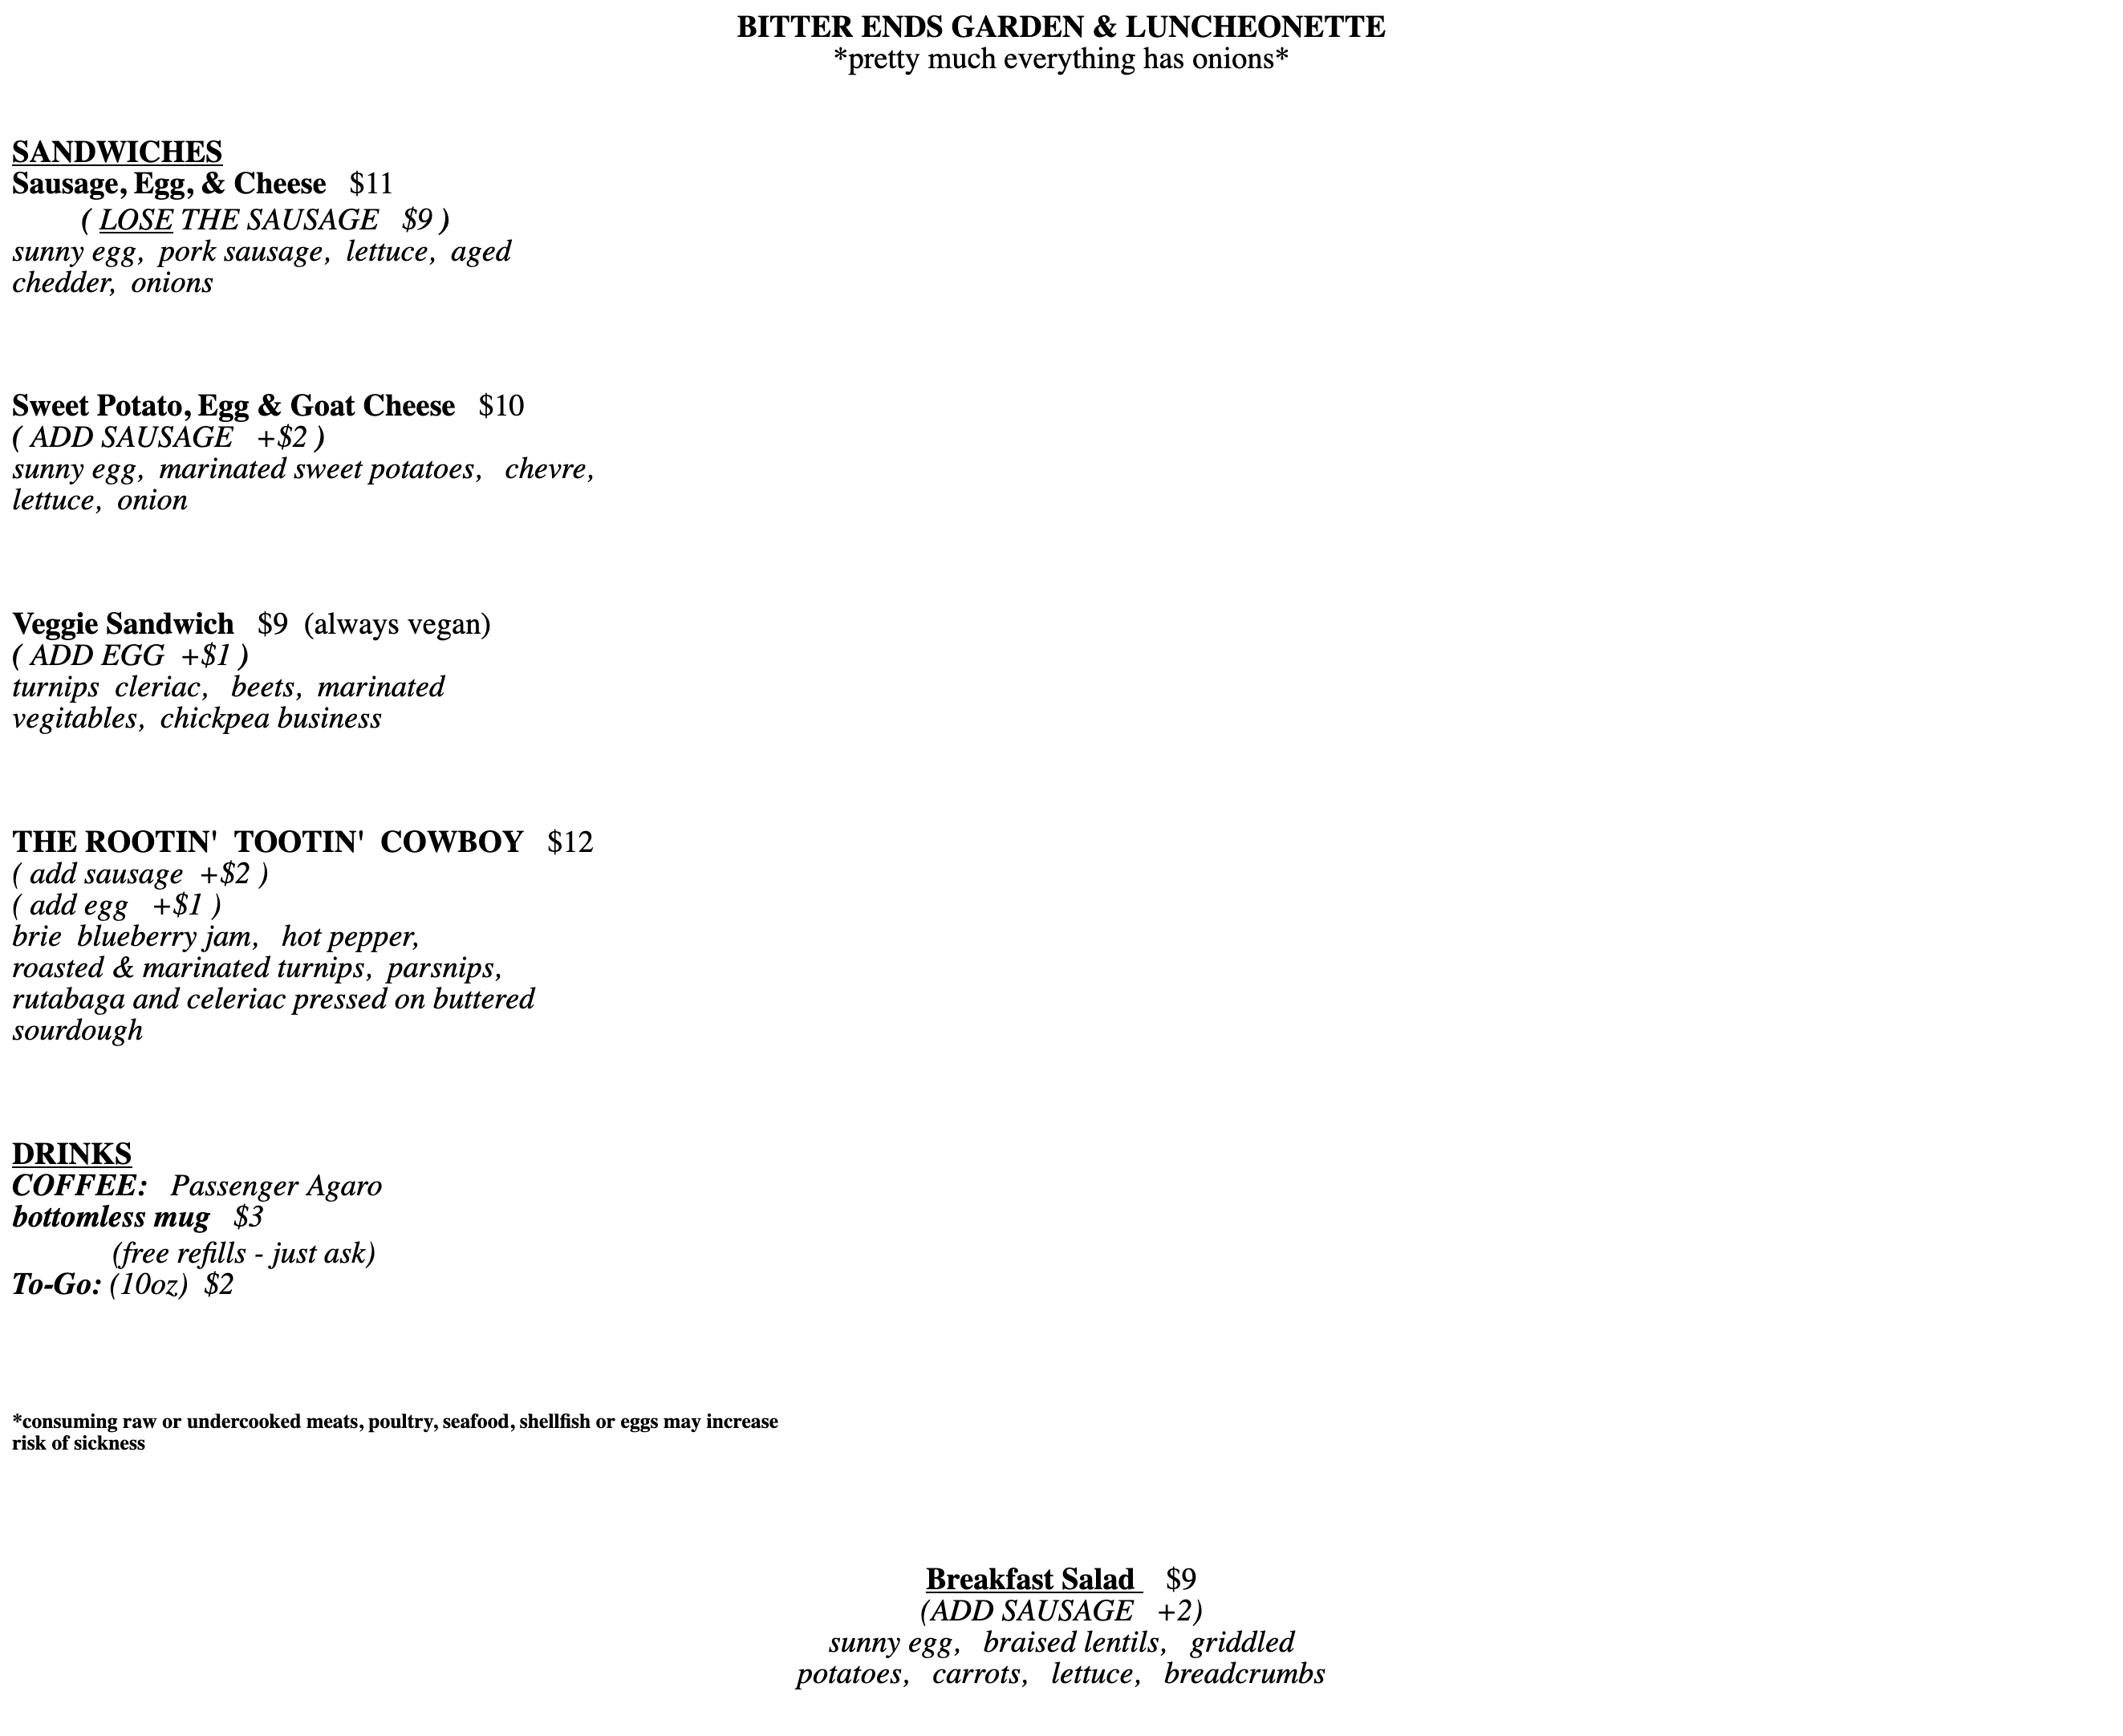 BITTER ENDS GARDEN & LUNCHEONETTE
*pretty much everything has onions*
SANDWICHES
Sausage, Egg, & Cheese $11
( LOSE THE SAUSAGE $9 )
sunny egg, pork sausage, lettuce, aged
chedder, onions
Sweet Potato, Egg & Goat Cheese $10
( ADD SAUSAGE +$2 )
sunny egg, marinated sweet potatoes, chevre,
lettuce, onion
Veggie Sandwich $9 (always vegan)
( ADD EGG +$1 )
turnips cleriac, beets, marinated
vegitables, chickpea business
THE ROOTIN' TOOTIN' COWBOY $12
( add sausage +$2 )
( add egg +$1 )
brie blueberry jam, hot pepper,
roasted & marinated turnips, parsnips,
rutabaga and celeriac pressed on buttered
sourdough
DRINKS
COFFEE: Passenger Agaro
bottomless mug $3
(free refills - just ask)
To-Go: (10oz) $2
*consuming raw or undercooked meats, poultry, seafood, shellfish or eggs may increase
risk of sickness
Breakfast Salad $9
(ADD SAUSAGE +2)
sunny egg, braised lentils, griddled
potatoes, carrots, lettuce, breadcrumbs